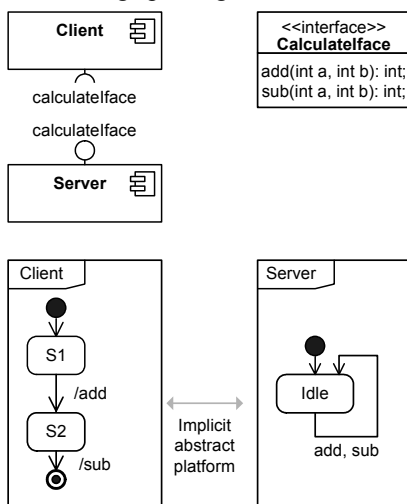 Client
calculateIface
calculateIface
Server
<<interface>>
CalculateIface
add(int a, int b): int;
sub(int a, int b): int;
Client
S1
/add
S2
/sub
Implicit
abstract
platform
Server
Idle
add, sub